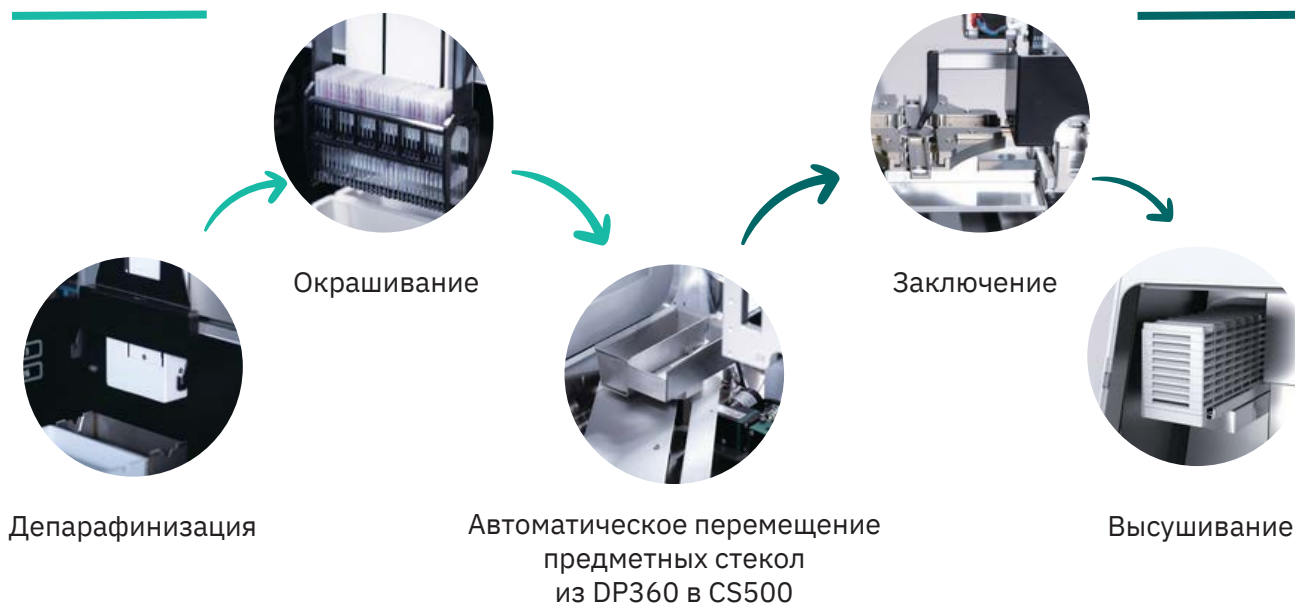 Окрашивание
Заключение
Депарафинизация
Автоматическое перемещение
предметных стекол
из DP360 в CS500
Высушивание